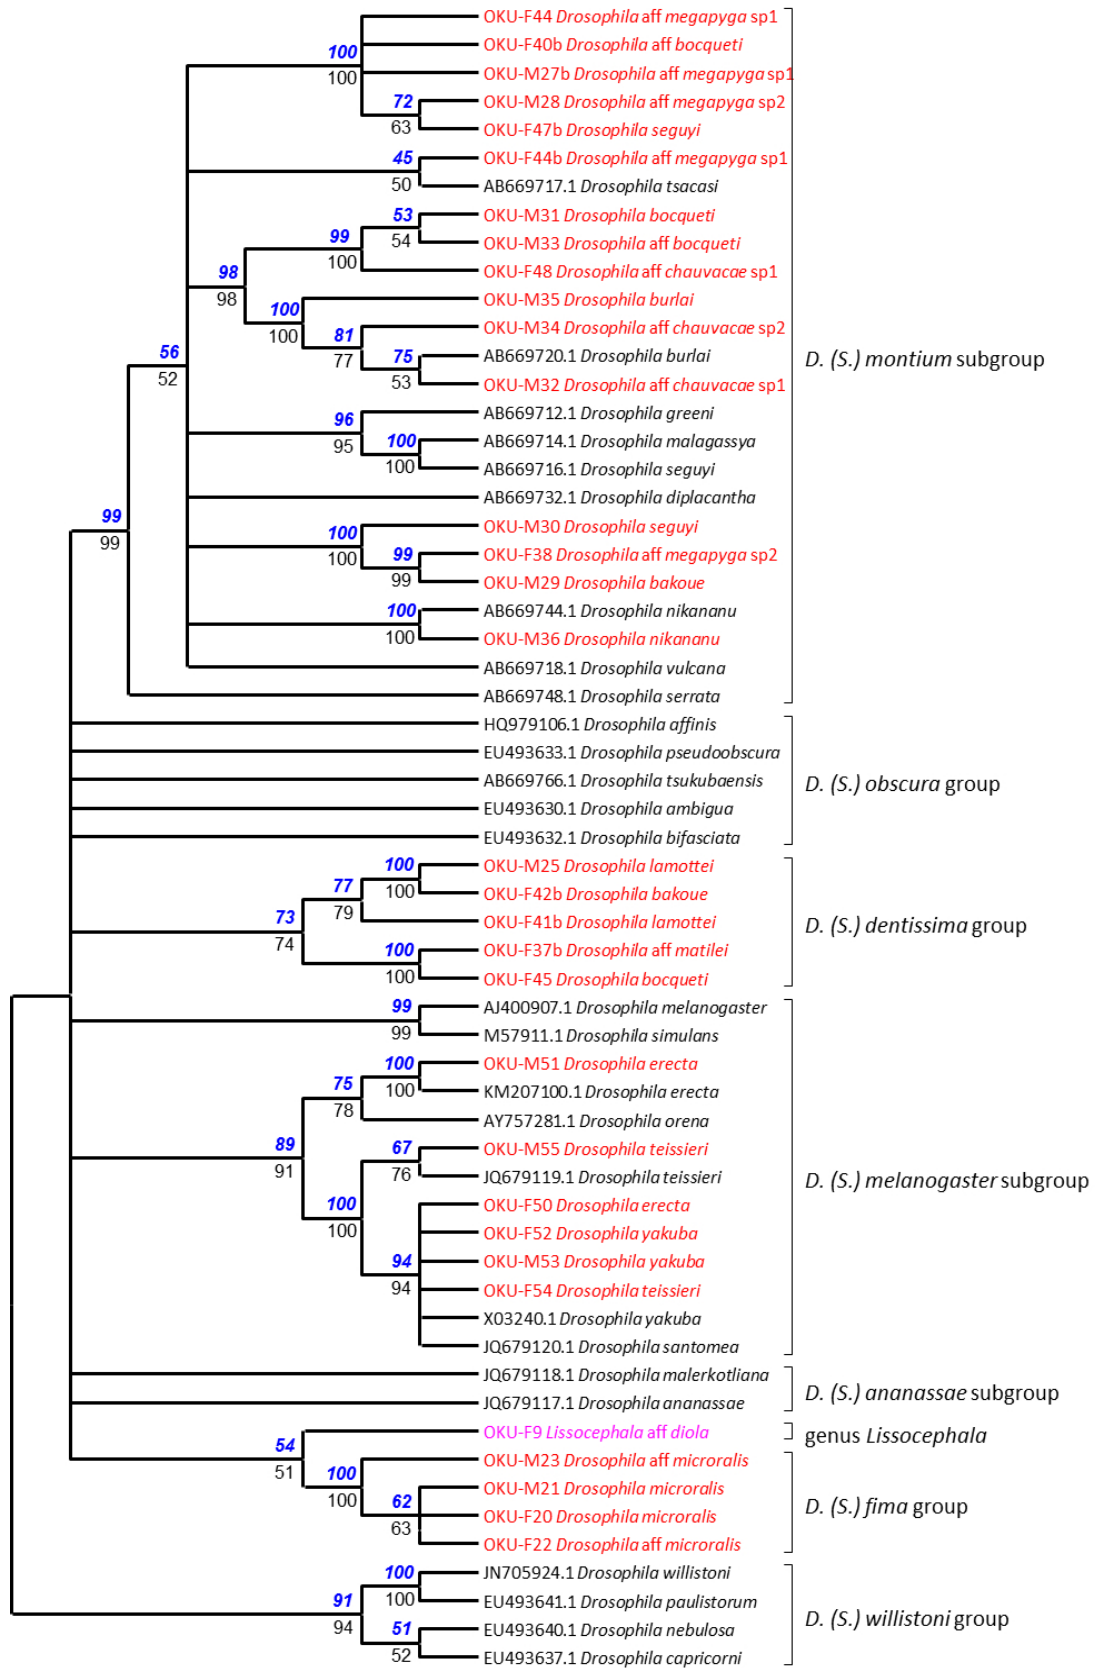 OKU-F44 Drosophila aff megapyga sp1
OKU-F40b Drosophila aff bocqueti
100
100
OKU-M27b Drosophila aff megapyga sp1
OKU-M28 Drosophila aff megapyga sp2
72
63
OKU-F47b Drosophila seguyi
OKU-F44b Drosophila aff megapyga sp1
45
50
AB669717.1 Drosophila tsacasi
OKU-M31 Drosophila bocqueti
53
54
OKU-M33 Drosophila aff bocqueti
99
100
OKU-F48 Drosophila aff chauvacae sp1
98
98
OKU-M35 Drosophila burlai
100
100
OKU-M34 Drosophila aff chauvacae sp2
81
77
AB669720.1 Drosophila burlai
75
53
OKU-M32 Drosophila aff chauvacae sp1
D. (S.) montium subgroup
56
52
AB669712.1 Drosophila greeni
96
95
AB669714.1 Drosophila malagassya
100
100
AB669716.1 Drosophila seguyi
AB669732.1 Drosophila diplacantha
99
99
OKU-M30 Drosophila seguyi
100
100
OKU-F38 Drosophila aff megapyga sp2
99
99
OKU-M29 Drosophila bakoue
AB669744.1 Drosophila nikananu
100
100
OKU-M36 Drosophila nikananu
AB669718.1 Drosophila vulcana
AB669748.1 Drosophila serrata
HQ979106.1 Drosophila affinis
EU493633.1 Drosophila pseudoobscura
AB669766.1 Drosophila tsukubaensis
D. (S.) obscura group
EU493630.1 Drosophila ambigua
EU493632.1 Drosophila bifasciata
OKU-M25 Drosophila lamottei
100
100
OKU-F42b Drosophila bakoue
77
79
OKU-F41b Drosophila lamottei
D. (S.) dentissima group
73
74
OKU-F37b Drosophila aff matilei
100
100
OKU-F45 Drosophila bocqueti
AJ400907.1 Drosophila melanogaster
99
99
M57911.1 Drosophila simulans
OKU-M51 Drosophila erecta
100
100
KM207100.1 Drosophila erecta
75
78
AY757281.1 Drosophila orena
89
91
OKU-M55 Drosophila teissieri
67
76
JQ679119.1 Drosophila teissieri
D. (S.) melanogaster subgroup
100
100
OKU-F50 Drosophila erecta
OKU-F52 Drosophila yakuba
94
94
OKU-M53 Drosophila yakuba
OKU-F54 Drosophila teissieri
X03240.1 Drosophila yakuba
JQ679120.1 Drosophila santomea
JQ679118.1 Drosophila malerkotliana
D. (S.) ananassae subgroup
JQ679117.1 Drosophila ananassae
OKU-F9 Lissocephala aff diola
genus Lissocephala
54
51
OKU-M23 Drosophila aff microralis
100
100
OKU-M21 Drosophila microralis
62
63
OKU-F20 Drosophila microralis
D. (S.) fima group
OKU-F22 Drosophila aff microralis
JN705924.1 Drosophila willistoni
100
100
EU493641.1 Drosophila paulistorum
91
94
D. (S.) willistoni group
EU493640.1 Drosophila nebulosa
51
52
EU493637.1 Drosophila capricorni